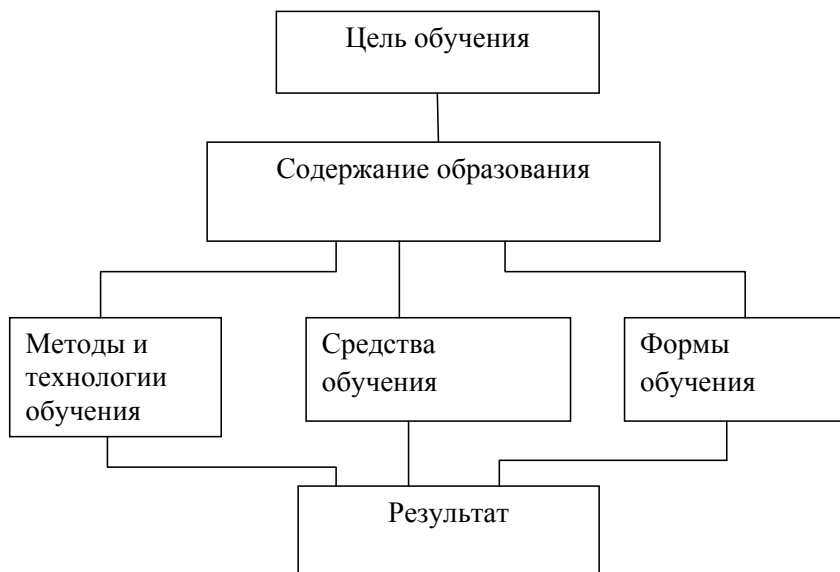 Цель обучения
Содержание образования
Методы и
технологии
обучения
Средства
обучения
Формы
обучения
Результат